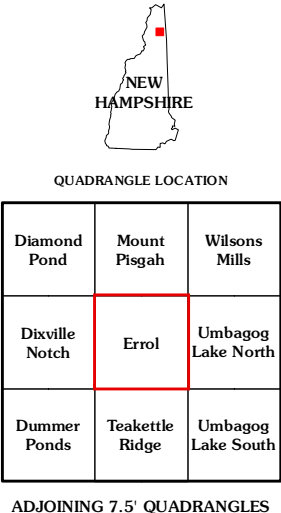 NEW
HAMPSHIRE
QUADRANGLE LOCATION
Diamond
Pond
Mount
Pisgah
Wilsons
Mills
Dixville
Notch
Errol
Umbagog
Lake North
Dummer
Ponds
Teakettle
Ridge
Umbagog
Lake South
ADJOINING 7.5' QUADRANGLES